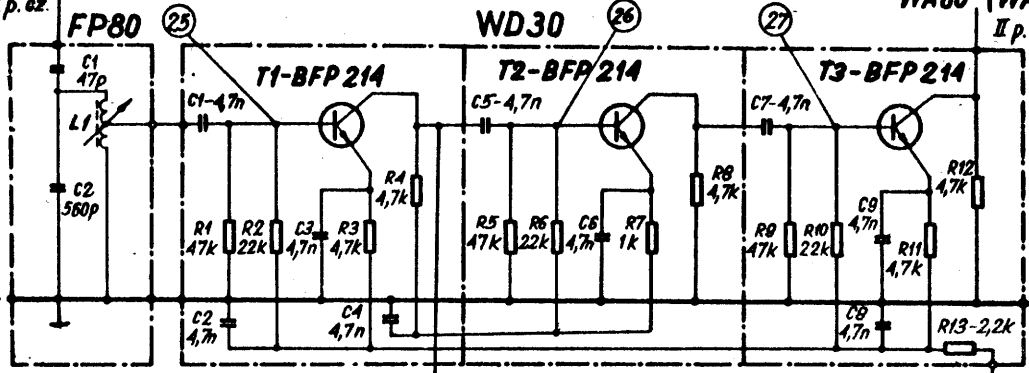 p. cz.
FP80
25
WD30
26
27
II p.
C1
47p
L1
C2
560p
T1-BFP 214
C1-4,7n
R4
4,7k
R1
47k
R2
22k
C3
4,7n
R3
4,7k
C2
4,7n
C4
4,7n
T2-BFP 214
C5-4,7n
R8
4,7k
R5
47k
R6
22k
C6
4,7n
R7
1k
T3-BFP 214
C7-4,7n
R12
4,7k
C9
4,7n
R9
47k
R10
22k
R11
4,7k
C8
4,7n
R13-2,2k